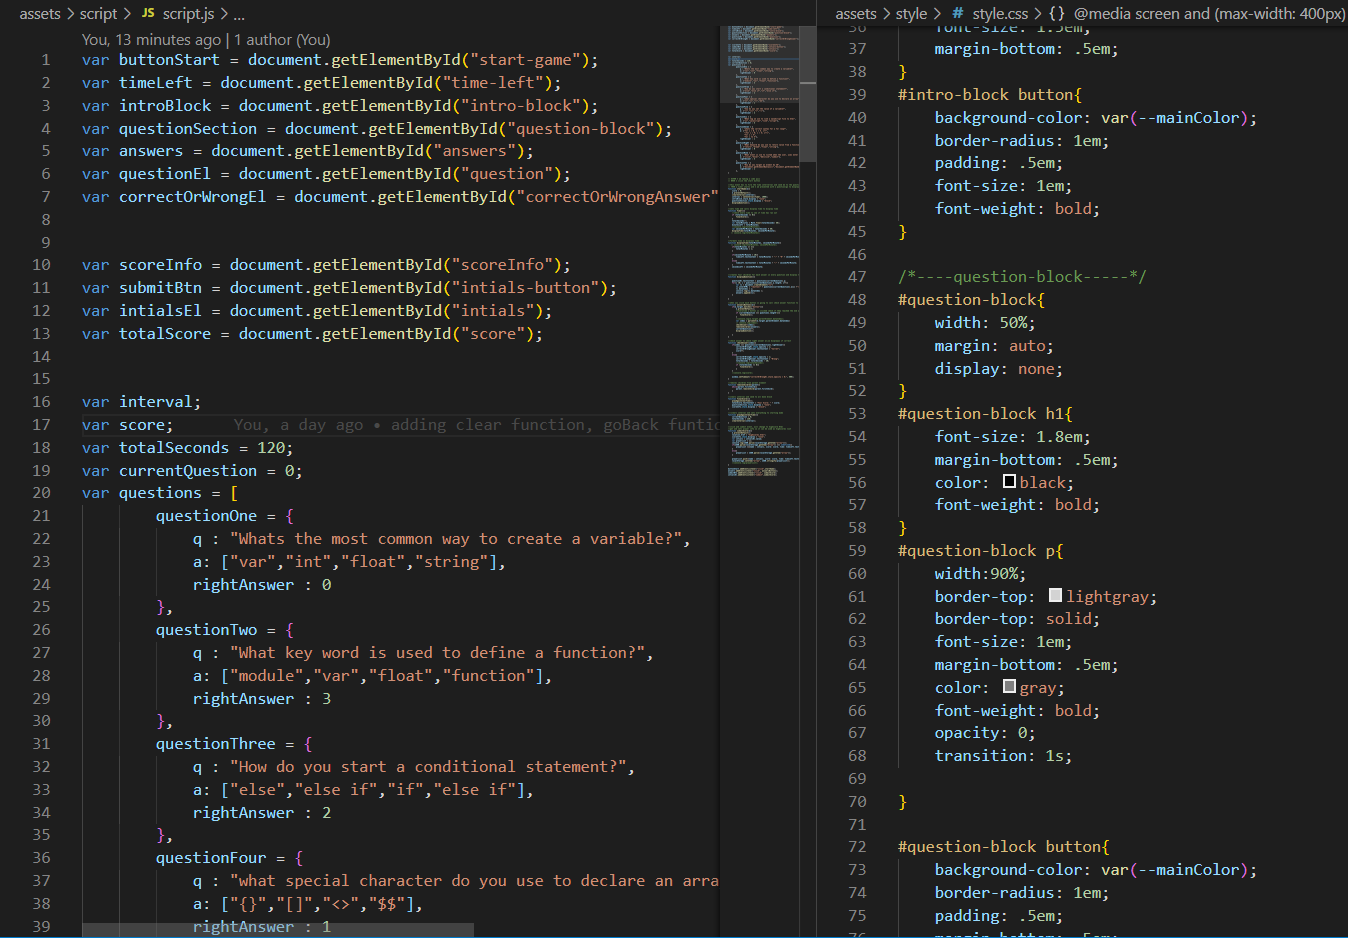 assets > script > JS script.js > ...
You, 13 minutes ago | 1 author (You)
1 var buttonStart = document.getElementById("start-game");
2 var timeLeft = document.getElementById("time-left");
3 var introBlock = document.getElementById("intro-block");
4 var questionSection = document.getElementById("question-block");
5 var answers = document.getElementById("answers");
6 var questionEl = document.getElementById("question");
7 var correctOrWrongEl = document.getElementById("correctOrWrongAnswer"
8
9
10 var scoreInfo = document.getElementById("scoreInfo");
11 var submitBtn = document.getElementById("intials-button");
12 var intialsEl = document.getElementById("intials");
13 var totalScore = document.getElementById("score");
14
15
16 var interval;
17 var score; You, a day ago • adding clear function, goBack functio
18 var totalSeconds = 120;
19 var currentQuestion = 0;
20 var questions = [
21 questionOne = {
22 q : "Whats the most common way to create a variable?",
23 a: ["var","int","float","string"],
24 rightAnswer : 0
25 },
26 questionTwo = {
27 q : "What key word is used to define a function?",
28 a: ["module","var","float","function"],
29 rightAnswer : 3
30 },
31 questionThree = {
32 q : "How do you start a conditional statement?",
33 a: ["else","else if","if","else if"],
34 rightAnswer : 2
35 },
36 questionFour = {
37 q : "what special character do you use to declare an arra
38 a: ["{}","[]","<>","$$"],
39 rightAnswer : 1
assets > style > # style.css > {} @media screen and (max-width: 400px)
36 font-size: 1.5em;
37 margin-bottom: .5em;
38 }
39 #intro-block button{
40 background-color: var(--mainColor);
41 border-radius: 1em;
42 padding: .5em;
43 font-size: 1em;
44 font-weight: bold;
45 }
46
47 /*----question-block-----*/
48 #question-block{
49 width: 50%;
50 margin: auto;
51 display: none;
52 }
53 #question-block h1{
54 font-size: 1.8em;
55 margin-bottom: .5em;
56 color: black;
57 font-weight: bold;
58 }
59 #question-block p{
60 width:90%;
61 border-top: lightgray;
62 border-top: solid;
63 font-size: 1em;
64 margin-bottom: .5em;
65 color: gray;
66 font-weight: bold;
67 opacity: 0;
68 transition: 1s;
69
70 }
71
72 #question-block button{
73 background-color: var(--mainColor);
74 border-radius: 1em;
75 padding: .5em;
76 margin-bottom: .5em;